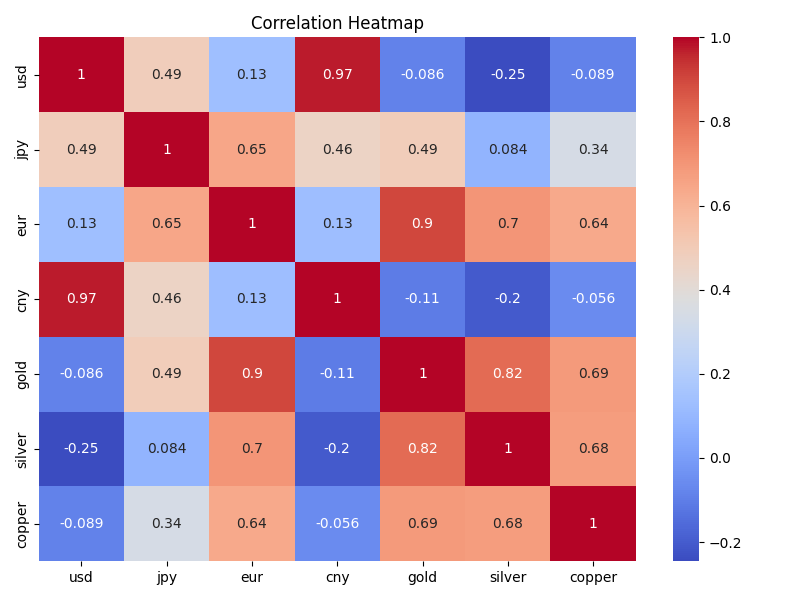 Correlation Heatmap
usd 1 0.49 0.13 0.97 -0.086 -0.25 -0.089
jpy 0.49 1 0.65 0.46 0.49 0.084 0.34
eur 0.13 0.65 1 0.13 0.9 0.7 0.64
cny 0.97 0.46 0.13 1 -0.11 -0.2 -0.056
gold -0.086 0.49 0.9 -0.11 1 0.82 0.69
silver -0.25 0.084 0.7 -0.2 0.82 1 0.68
copper -0.089 0.34 0.64 -0.056 0.69 0.68 1
usd jpy eur cny gold silver copper
1.0
0.8
0.6
0.4
0.2
0.0
−0.2